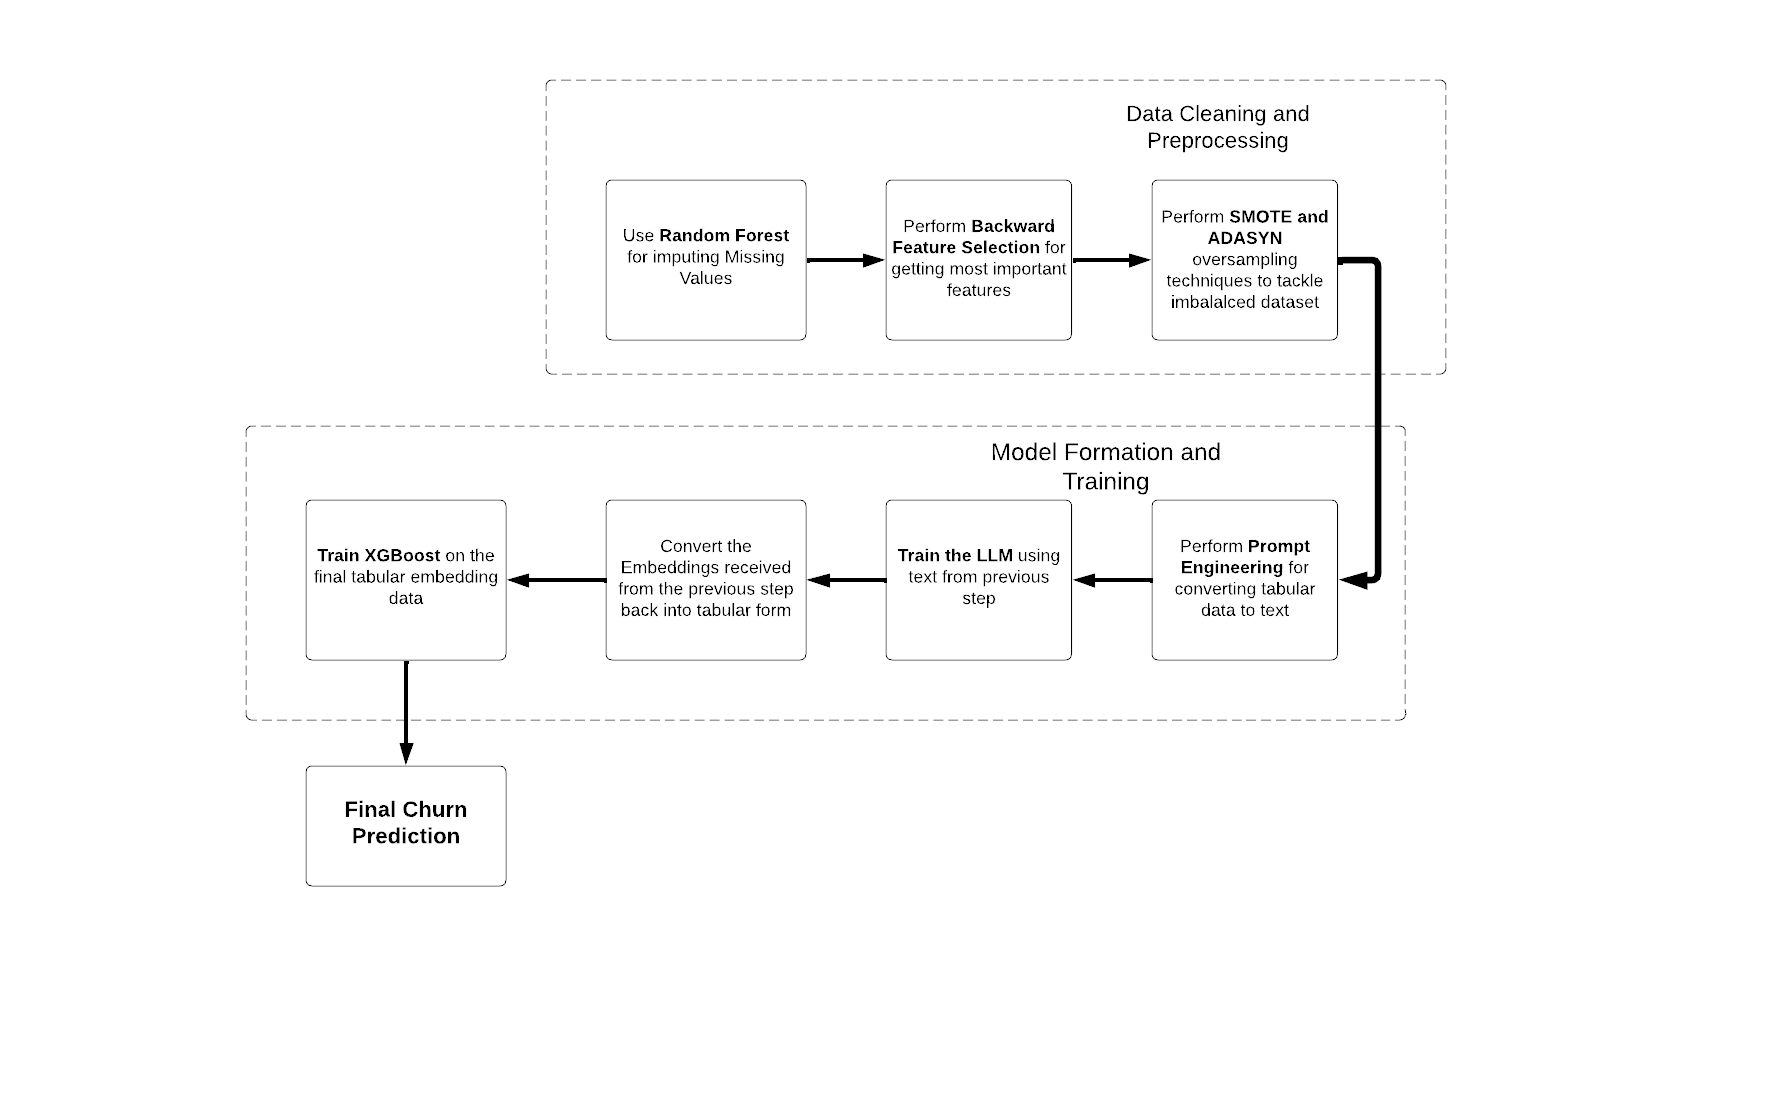 Data Cleaning and
Preprocessing
Use Random Forest
for imputing Missing
Values
Perform Backward
Feature Selection for
getting most important
features
Perform SMOTE and
ADASYN
oversampling
techniques to tackle
imbalalced dataset
Model Formation and
Training
Perform Prompt
Engineering for
converting tabular
data to text
Train the LLM using
text from previous
step
Convert the
Embeddings received
from the previous step
back into tabular form
Train XGBoost on the
final tabular embedding
data
Final Churn
Prediction